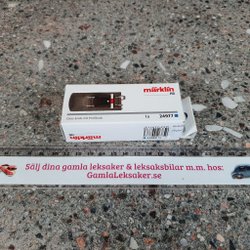 märklin
24977
märklin
Sälj dina gamla leksaker & leksaksbilar m.m. hos:
GamlaLeksaker.se